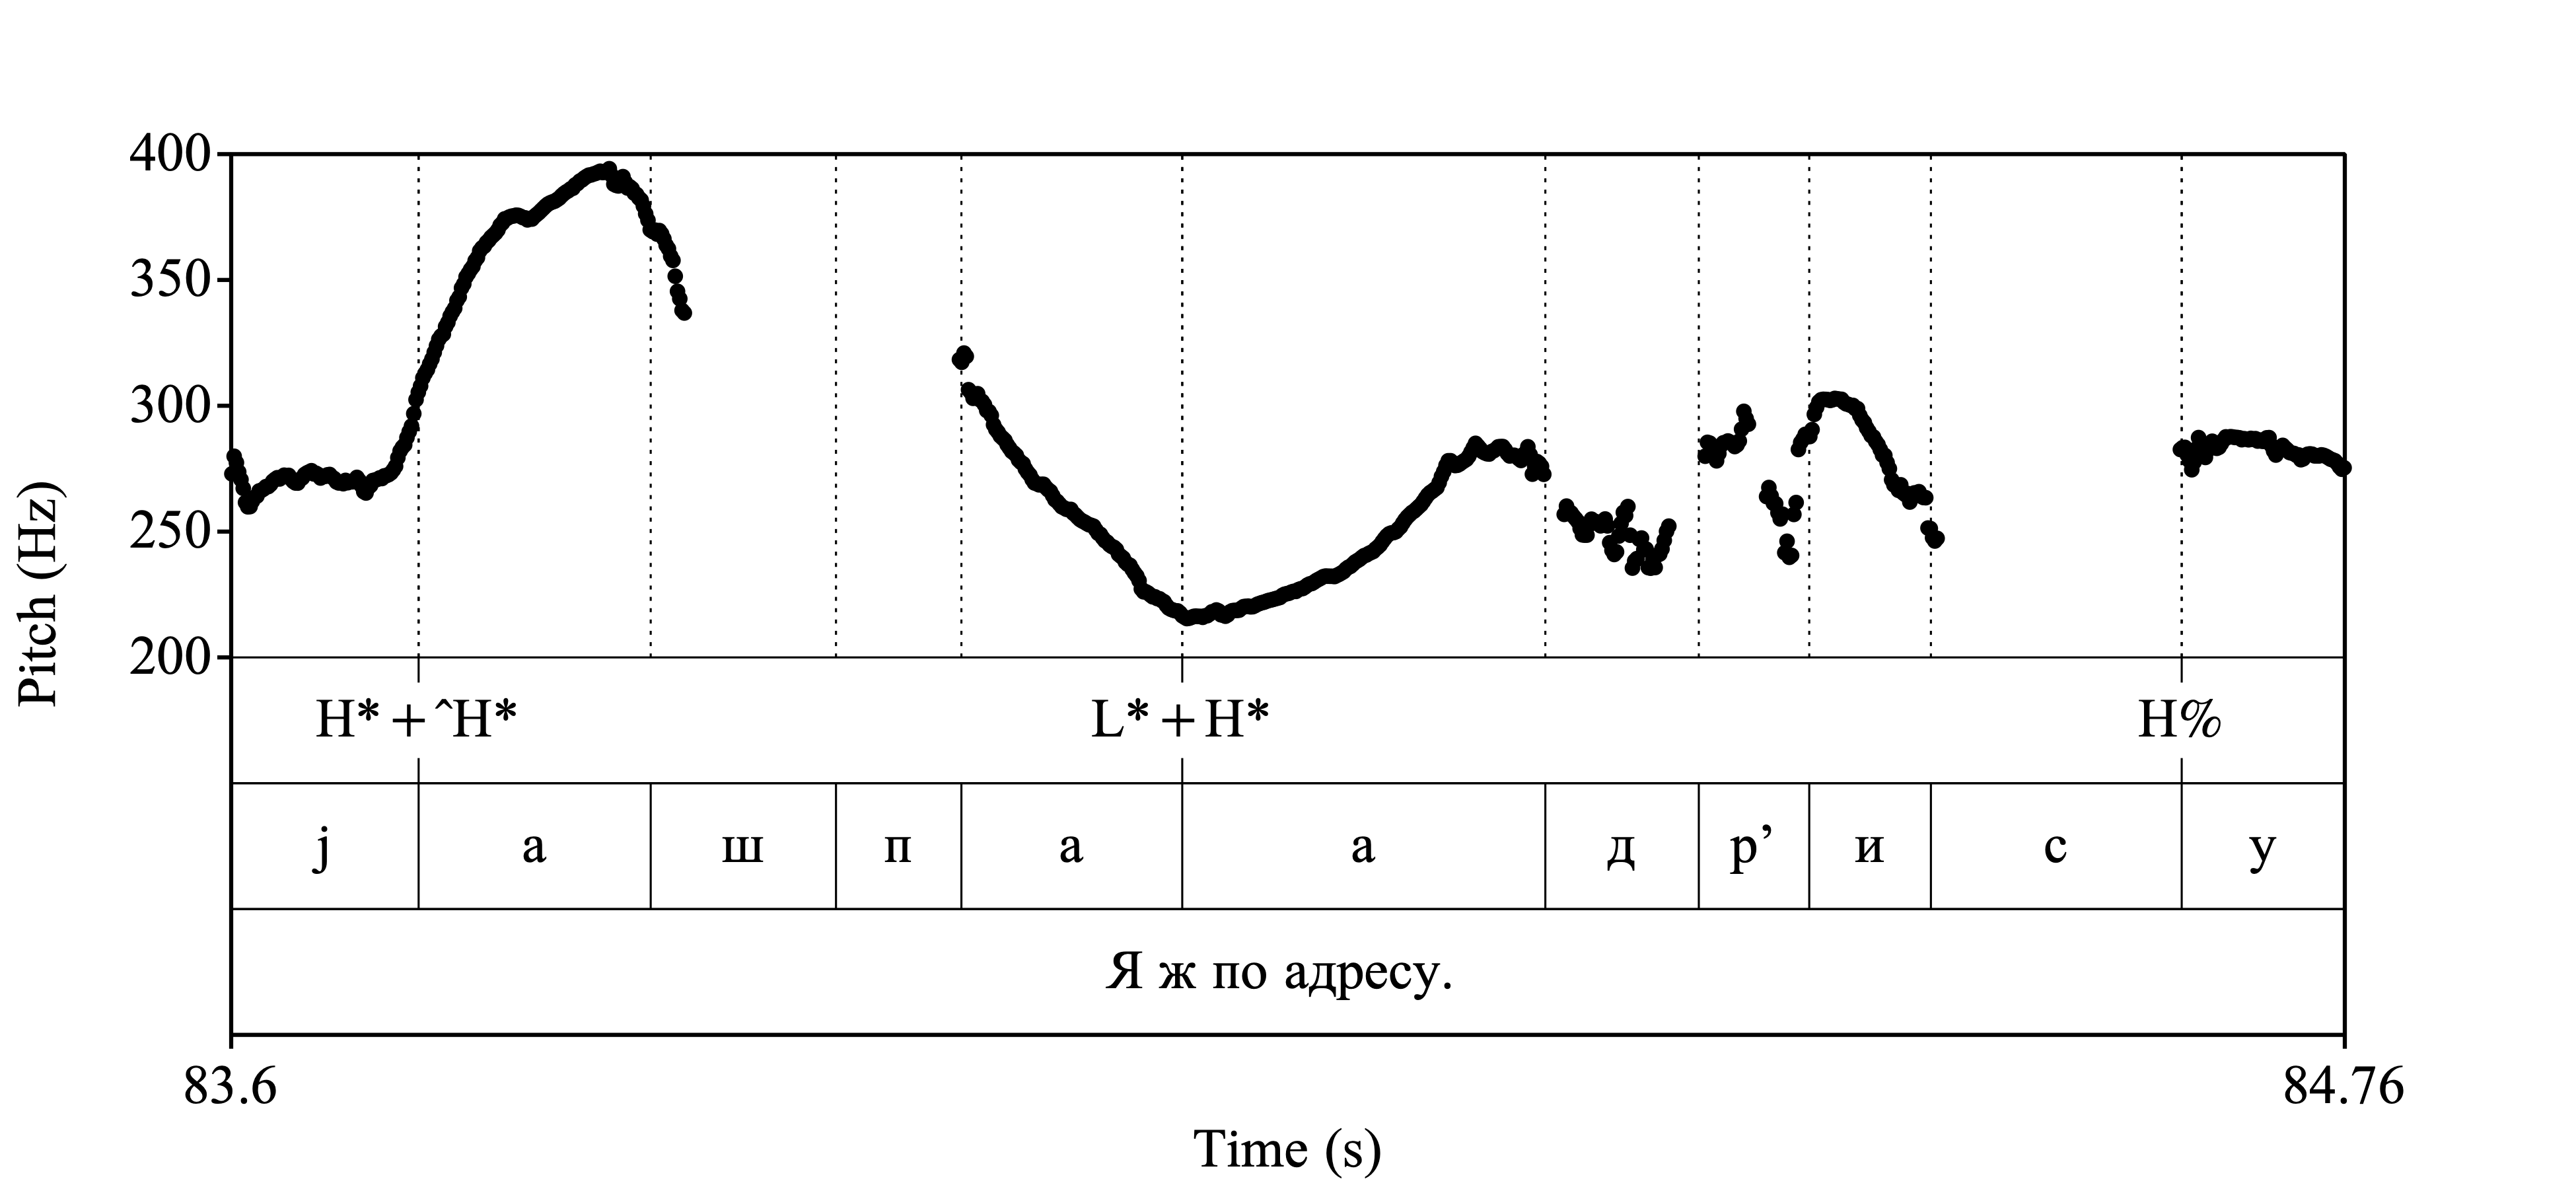 400
350
300
250
200
Pitch (Hz)
H* + ^H* L* + H* H%
j а ш п а а д р’ и с у
Я ж по адресу.
83.6 84.76
Time (s)